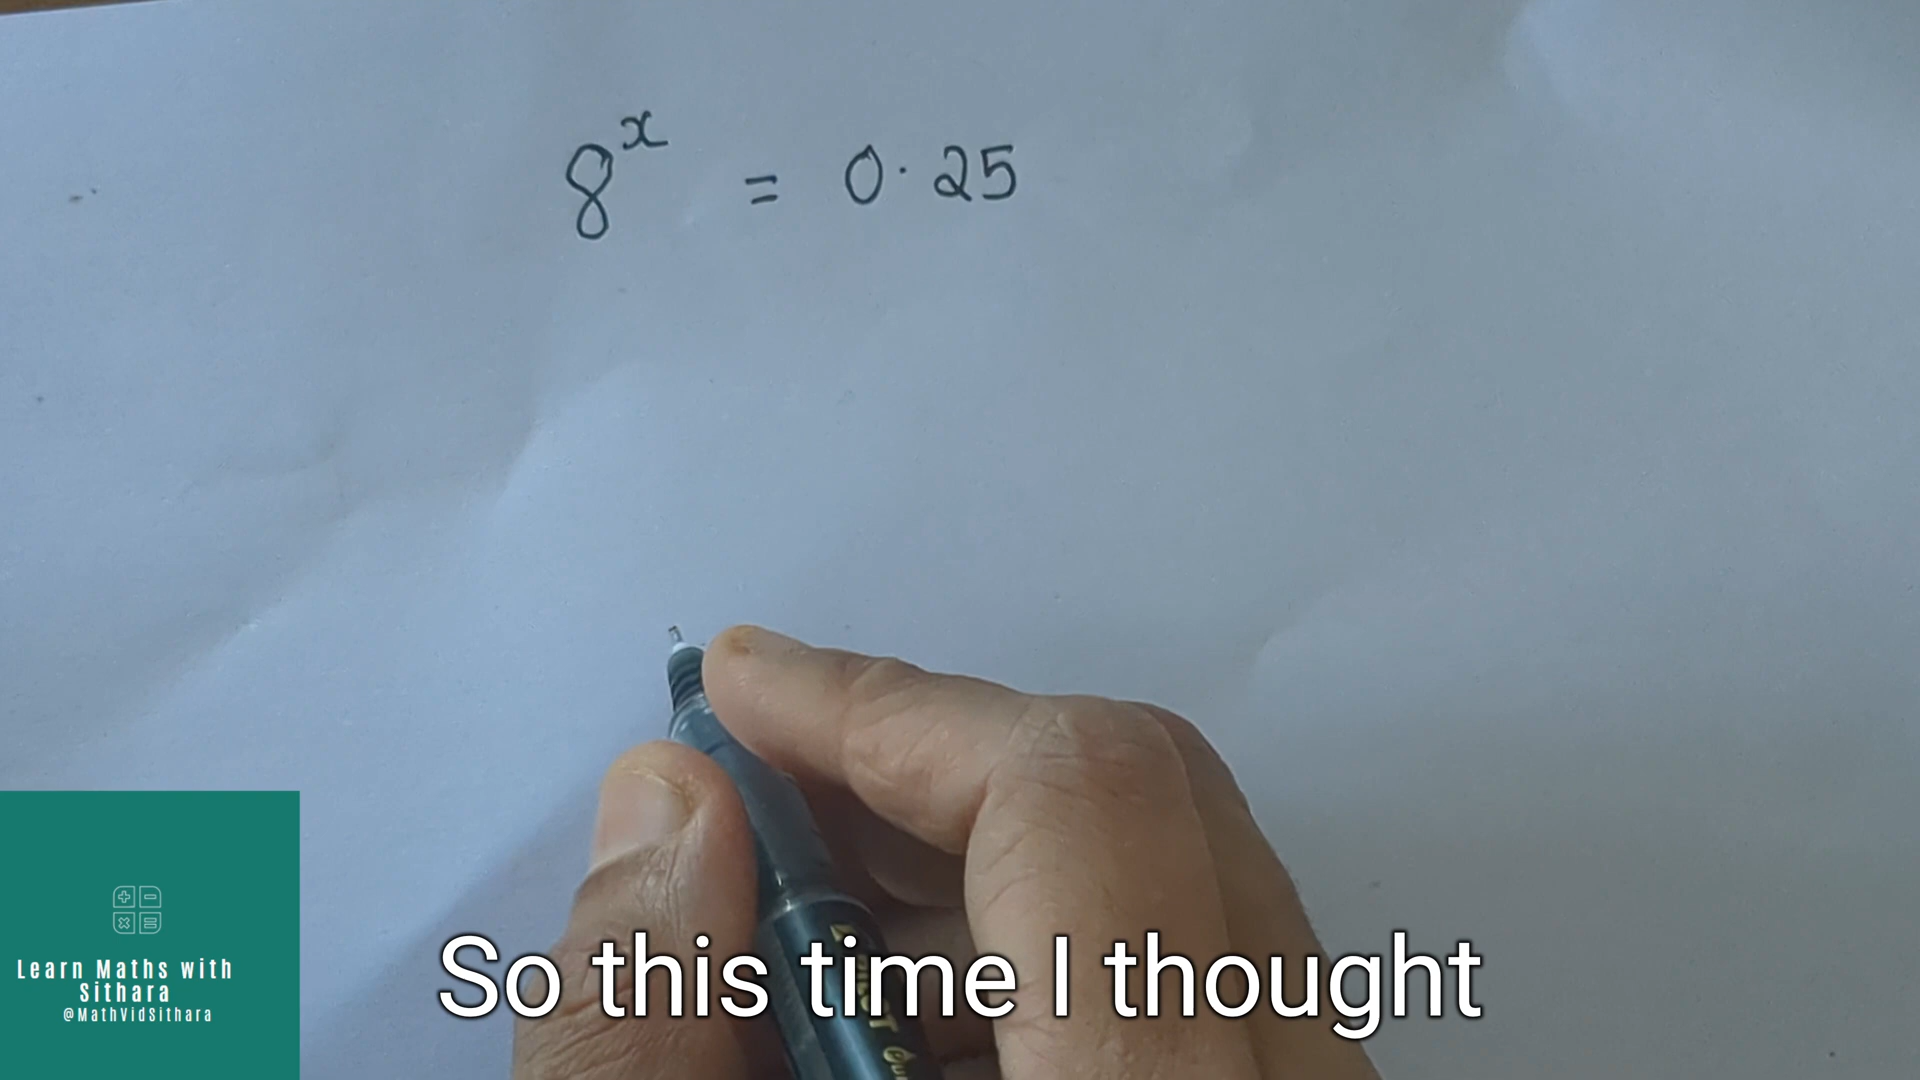 8^x = 0.25
Learn Maths with
Sithara
@MathVidSithara
So this time I thought